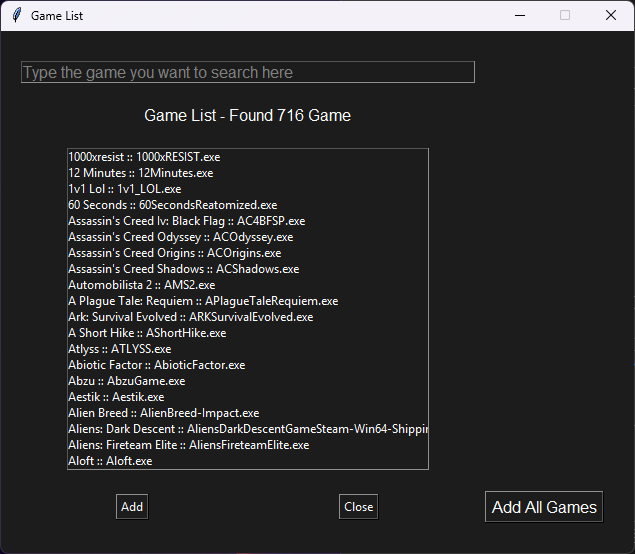 Game List
Type the game you want to search here
Game List - Found 716 Game
1000xresist :: 1000xRESIST.exe
12 Minutes :: 12Minutes.exe
1v1 Lol :: 1v1_LOL.exe
60 Seconds :: 60SecondsReatomized.exe
Assassin's Creed Iv: Black Flag :: AC4BFSP.exe
Assassin's Creed Odyssey :: ACOdyssey.exe
Assassin's Creed Origins :: ACOrigins.exe
Assassin's Creed Shadows :: ACShadows.exe
Automobilista 2 :: AMS2.exe
A Plague Tale: Requiem :: APlagueTaleRequiem.exe
Ark: Survival Evolved :: ARKSurvivalEvolved.exe
A Short Hike :: AShortHike.exe
Atlyss :: ATLYSS.exe
Abiotic Factor :: AbioticFactor.exe
Abzu :: AbzuGame.exe
Aestik :: Aestik.exe
Alien Breed :: AlienBreed-Impact.exe
Aliens: Dark Descent :: AliensDarkDescentGameSteam-Win64-Shippin
Aliens: Fireteam Elite :: AliensFireteamElite.exe
Aloft :: Aloft.exe
Add Close Add All Games